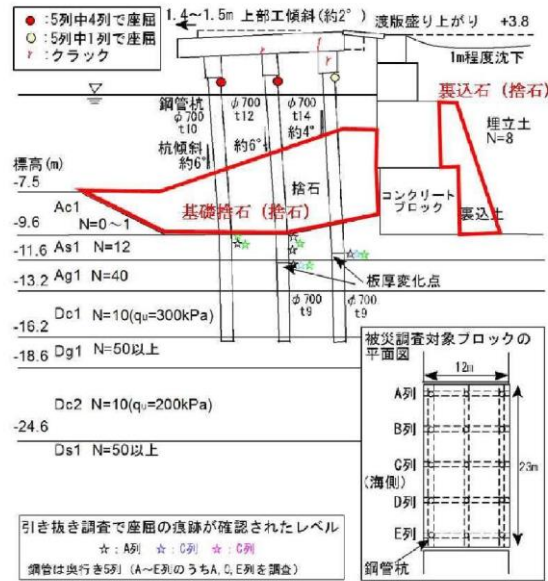 ●:5列中4列で座屈
○:5列中1列で座屈
r:クラック
1.4~1.5m 上部工傾斜(約2°)
渡版盛り上がり +3.8
1m程度沈下
裏込石(捨石)
鋼管杭
φ700
t10
φ700
t12
φ700
t14
杭傾斜
約6°
約6°
約4°
埋立土
N=8
標高(m)
-7.5
Ac1
N=0~1
捨石
基礎捨石(捨石)
コンクリート
ブロック
裏込土
-9.6
As1 N=12
-11.6
Ag1 N=40
板厚変化点
-13.2
φ700
t9
φ700
t9
Dc1 N=10(qu=300kPa)
-16.2
Dg1 N=50以上
-18.6
Dc2 N=10(qu=200kPa)
-24.6
Ds1 N=50以上
被災調査対象ブロックの
平面図
12m
A列
B列
C列
(海側)
D列
E列
23m
鋼管杭
引き抜き調査で座屈の痕跡が確認されたレベル
☆:A列 ☆:C列 ☆:C列
鋼管は奥行き5列(A~E列のうちA,C,E列を調査)